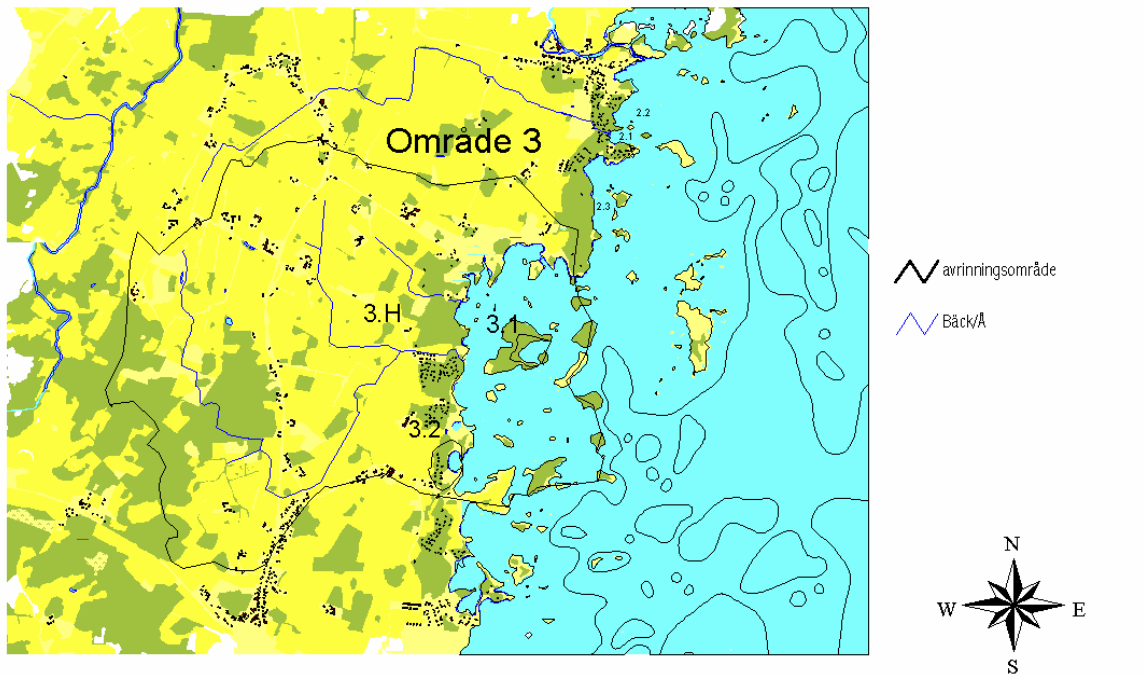 2.2
2.1
Område 3
2.3
avrinningsområde
3.H
3.1
Bäck/Å
3.2
N
W
E
S